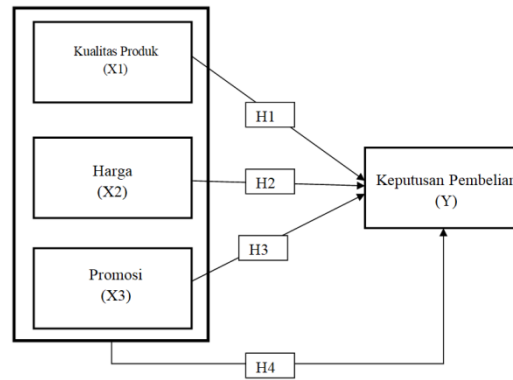 Kualitas Produk
(X1)
H1
Harga
(X2)
H2
Keputusan Pembelian
(Y)
H3
Promosi
(X3)
H4